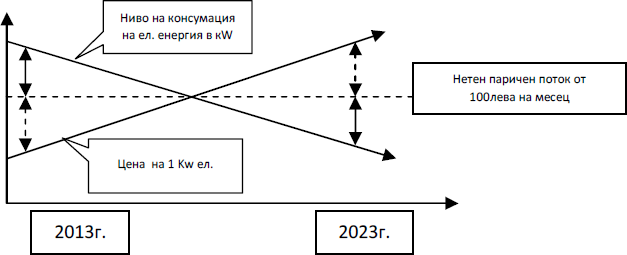 Ниво на консумация
на ел. енергия в кW
Нетен паричен поток от
100лева на месец
Цена на 1 Kw ел.
2013г.
2023г.